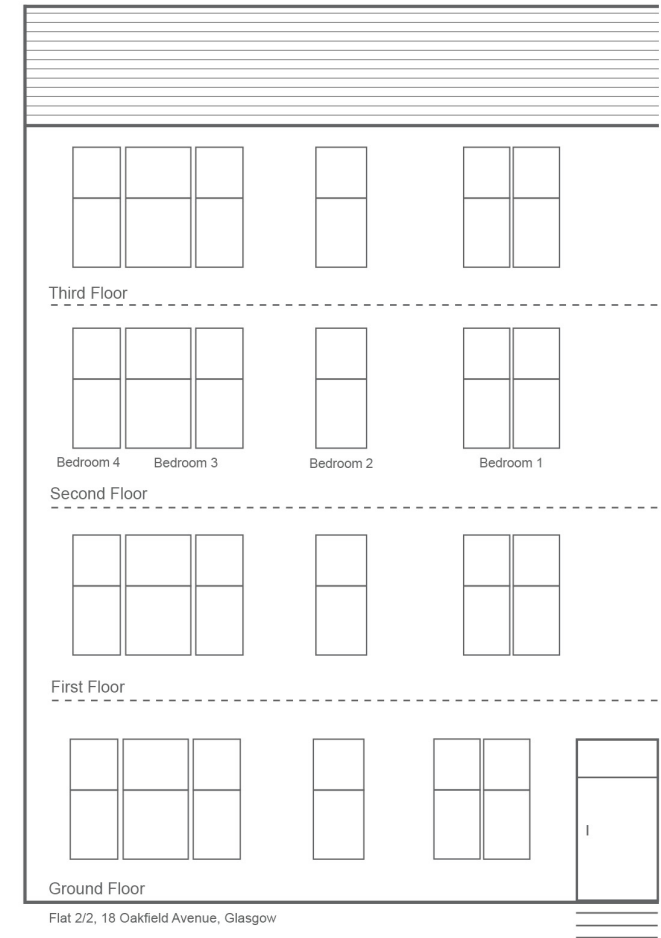 Third Floor
Bedroom 4 Bedroom 3 Bedroom 2 Bedroom 1
Second Floor
First Floor
Ground Floor
Flat 2/2, 18 Oakfield Avenue, Glasgow